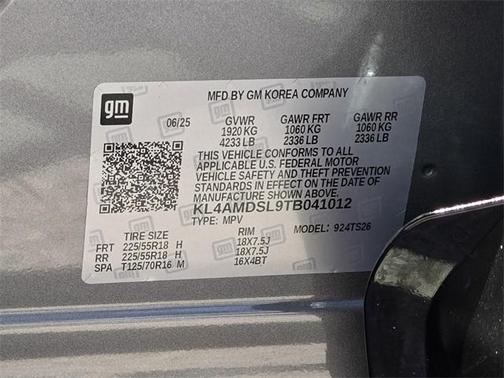 gm
MFD BY GM KOREA COMPANY
06/25 GVWR GAWR FRT GAWR RR
1920 KG 1060 KG 1060 KG
4233 LB 2336 LB 2336 LB
THIS VEHICLE CONFORMS TO ALL
APPLICABLE U.S. FEDERAL MOTOR
VEHICLE SAFETY AND THEFT PREVENTION
STANDARDS IN EFFECT ON THE DATE OF
MANUFACTURE SHOWN ABOVE.
KL4AMDSL9TB041012
TYPE: MPV MODEL: 924TS26
TIRE SIZE RIM
FRT 225/55R18 H 18X7.5J
RR 225/55R18 H 18X7.5J
SPA T125/70R16 M 16X4BT